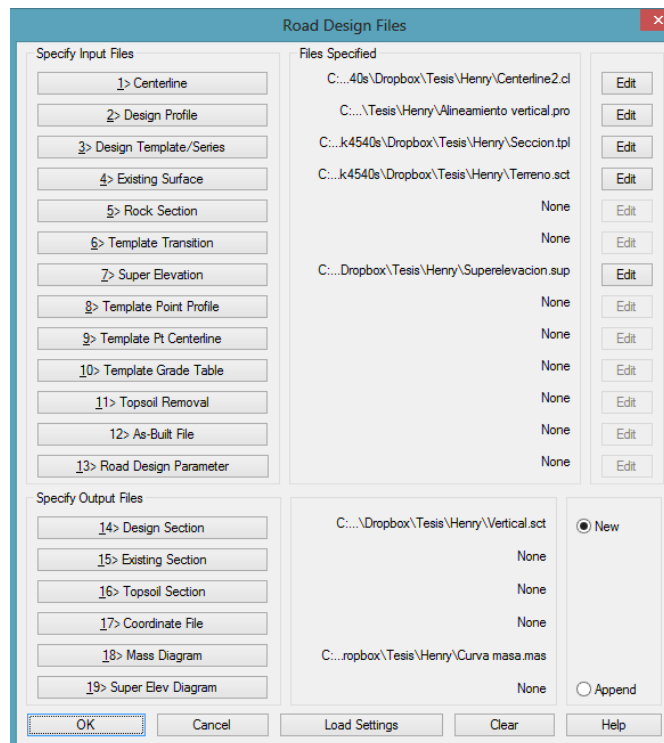 Road Design Files
Specify Input Files Files Specified
1> Centerline C:...40s\Dropbox\Tesis\Henry\Centerline2.cl Edit
2> Design Profile C:...\Tesis\Henry\Alineamiento vertical.pro Edit
3> Design Template/Series C:...k4540s\Dropbox\Tesis\Henry\Seccion.tpl Edit
4> Existing Surface C:...k4540s\Dropbox\Tesis\Henry\Terreno.sct Edit
5> Rock Section None Edit
6> Template Transition None Edit
7> Super Elevation C:...Dropbox\Tesis\Henry\Superelevacion.sup Edit
8> Template Point Profile None Edit
9> Template Pt Centerline None Edit
10> Template Grade Table None Edit
11> Topsoil Removal None Edit
12> As-Built File None Edit
13> Road Design Parameter None Edit
Specify Output Files
14> Design Section C:...\Dropbox\Tesis\Henry\Vertical.sct New
15> Existing Section None
16> Topsoil Section None
17> Coordinate File None
18> Mass Diagram C:...ropbox\Tesis\Henry\Curva masa.mas
19> Super Elev Diagram None Append
OK Cancel Load Settings Clear Help